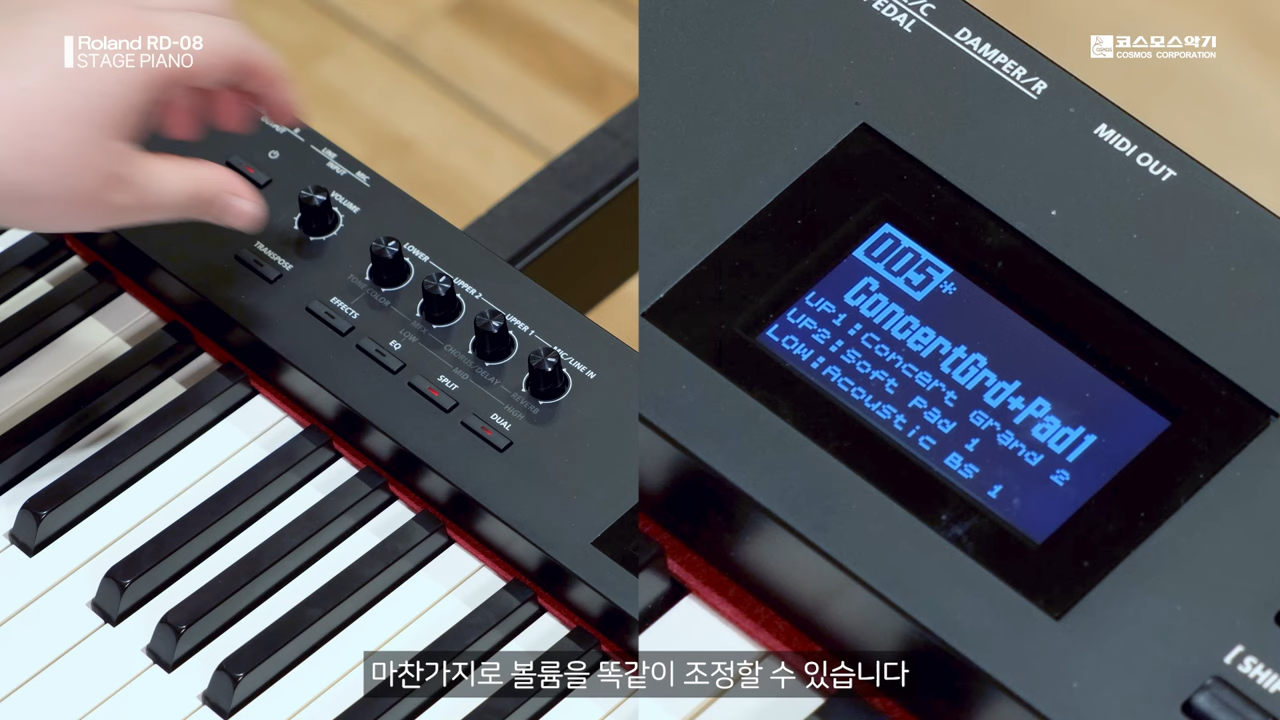 Roland RD-08
STAGE PIANO
코스모스악기
COSMOS CORPORATION
LINE
INPUT
MIC
VOLUME
TRANSPOSE
LOWER
UPPER 2
UPPER 1
MIC/LINE IN
TONE COLOR
MFX
CHORUS/DELAY
REVERB
LOW
MID
HIGH
EFFECTS
EQ
SPLIT
DUAL
PEDAL
DAMPER/R
MIDI OUT
005*
ConcertGrd+Pad1
UP1:Concert Grand 2
UP2:Soft Pad 1
LOW:Acoustic BS 1
마찬가지로 볼륨을 똑같이 조정할 수 있습니다